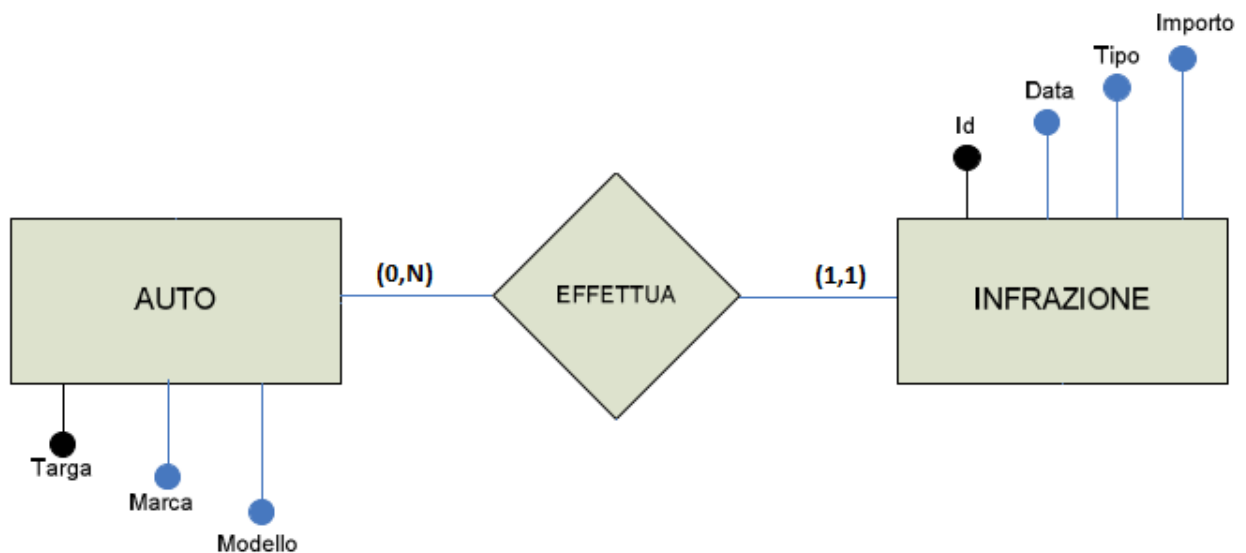 Importo
Tipo
Data
Id
AUTO
(0,N)
EFFETTUA
(1,1)
INFRAZIONE
Targa
Marca
Modello